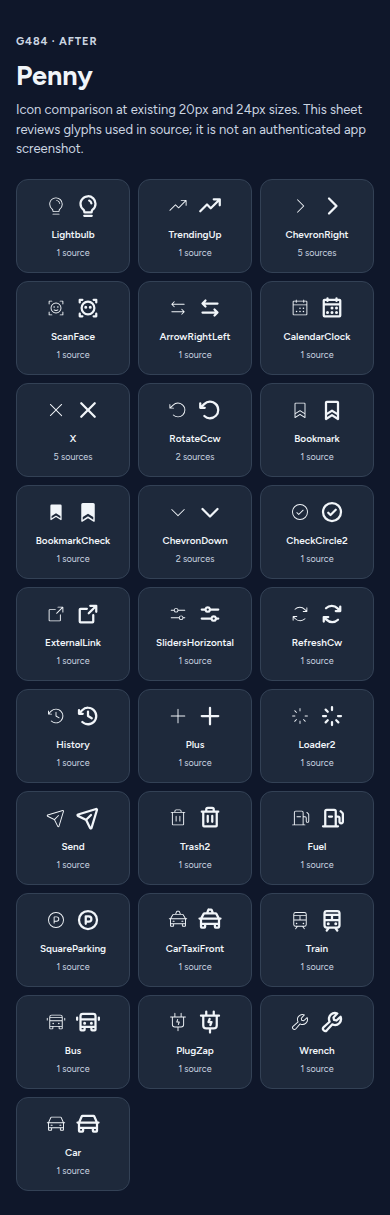 G484 · AFTER
Penny
Icon comparison at existing 20px and 24px sizes. This sheet
reviews glyphs used in source; it is not an authenticated app
screenshot.
Lightbulb
1 source
TrendingUp
1 source
ChevronRight
5 sources
ScanFace
1 source
ArrowRightLeft
1 source
CalendarClock
1 source
X
5 sources
RotateCcw
2 sources
Bookmark
1 source
BookmarkCheck
1 source
ChevronDown
2 sources
CheckCircle2
1 source
ExternalLink
1 source
SlidersHorizontal
1 source
RefreshCw
1 source
History
1 source
Plus
1 source
Loader2
1 source
Send
1 source
Trash2
1 source
Fuel
1 source
SquareParking
1 source
CarTaxiFront
1 source
Train
1 source
Bus
1 source
PlugZap
1 source
Wrench
1 source
Car
1 source